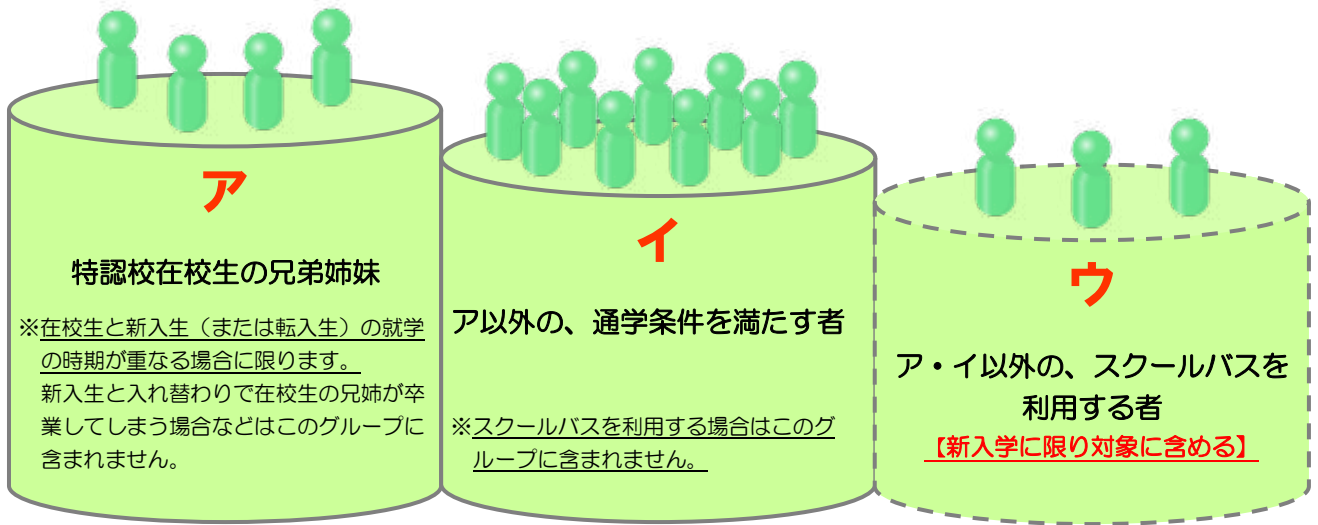 ア
特認校在校生の兄弟姉妹
※在校生と新入生（または転入生）の就学
の時期が重なる場合に限ります。
新入生と入れ替わりで在校生の兄姉が卒
業してしまう場合などはこのグループに
含まれません。
イ
ア以外の、通学条件を満たす者
※スクールバスを利用する場合はこのグ
ループに含まれません。
ウ
ア・イ以外の、スクールバスを
利用する者
【新入学に限り対象に含める】